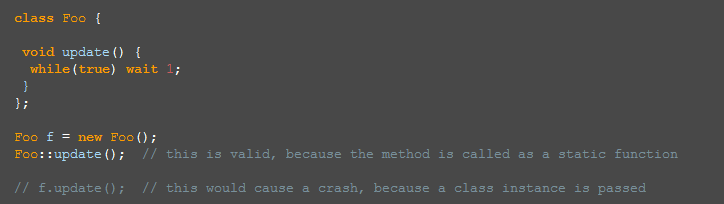 class Foo {
void update() {
while(true) wait 1;
}
};
Foo f = new Foo();
Foo::update();  // this is valid, because the method is called as a static function
// f.update();  // this would cause a crash, because a class instance is passed